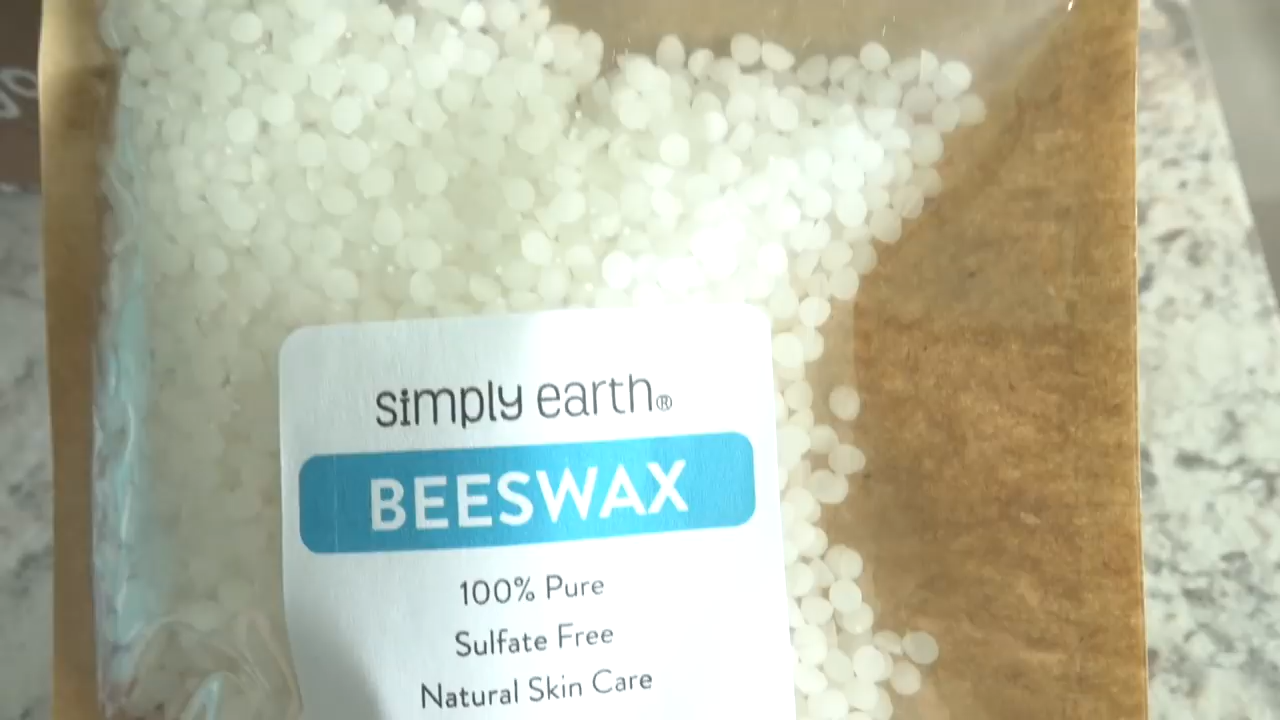 simply earth®
BEESWAX
100% Pure
Sulfate Free
Natural Skin Care